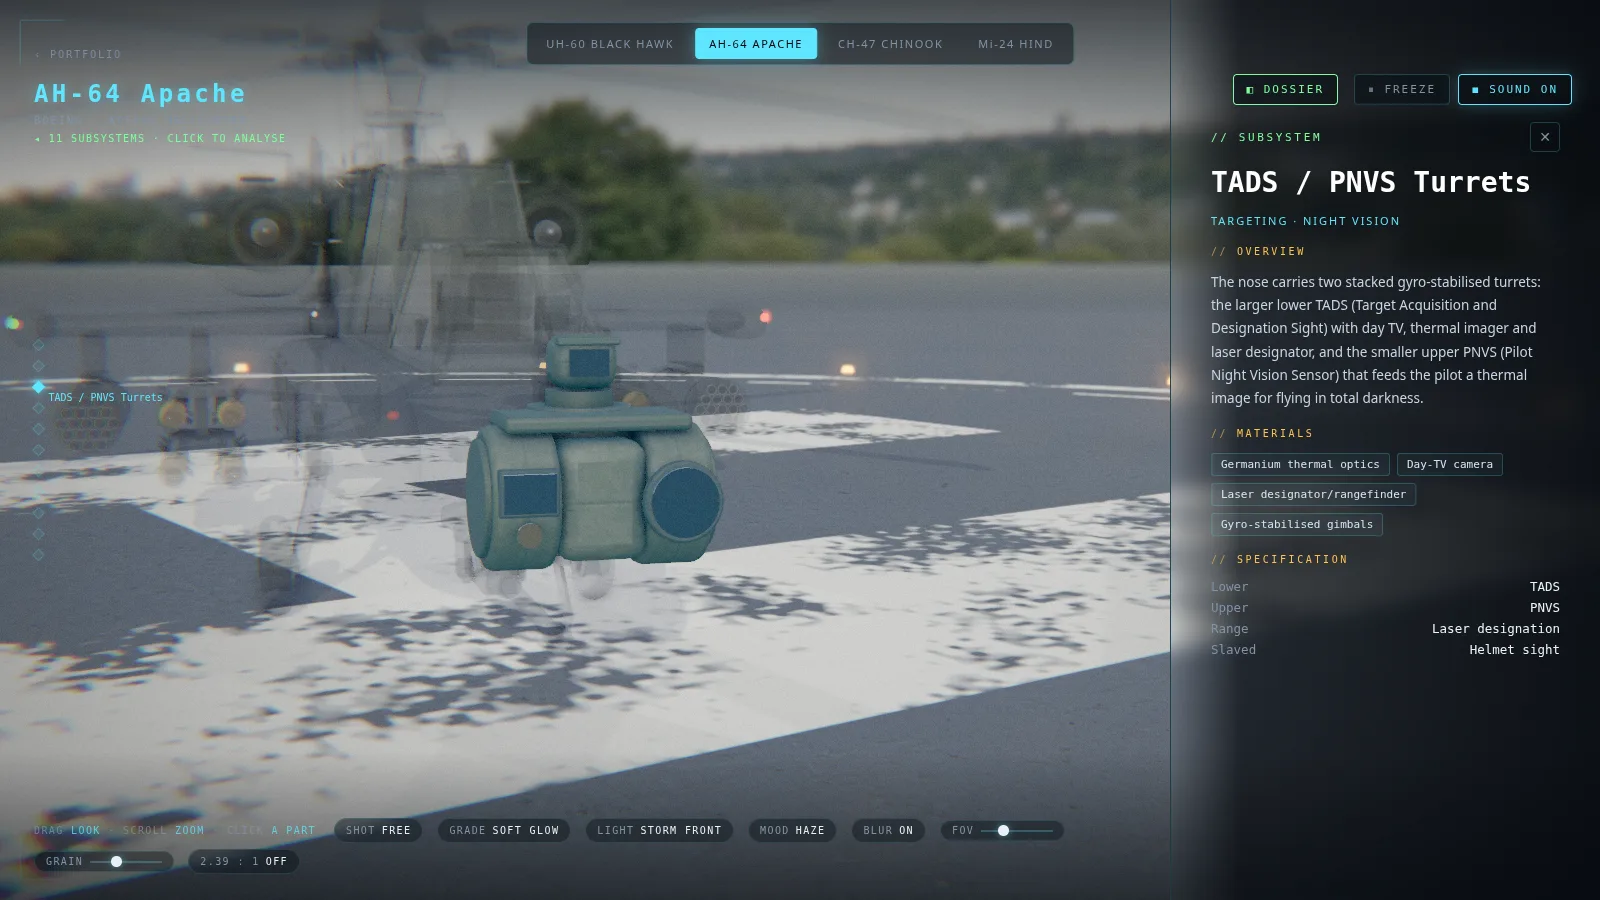 PORTFOLIO
UH-60 BLACK HAWK
AH-64 APACHE
CH-47 CHINOOK
Mi-24 HIND
AH-64 Apache
◂ 11 SUBSYSTEMS · CLICK TO ANALYSE
DOSSIER
FREEZE
SOUND ON
// SUBSYSTEM
✕
TADS / PNVS Turrets
TARGETING · NIGHT VISION
// OVERVIEW
The nose carries two stacked gyro-stabilised turrets:
the larger lower TADS (Target Acquisition and
Designation Sight) with day TV, thermal imager and
laser designator, and the smaller upper PNVS (Pilot
Night Vision Sensor) that feeds the pilot a thermal
image for flying in total darkness.
// MATERIALS
Germanium thermal optics
Day-TV camera
Laser designator/rangefinder
Gyro-stabilised gimbals
// SPECIFICATION
Lower TADS
Upper PNVS
Range Laser designation
Slaved Helmet sight
TADS / PNVS Turrets
DRAG LOOK · SCROLL ZOOM · CLICK A PART
SHOT FREE
GRADE SOFT GLOW
LIGHT STORM FRONT
MOOD HAZE
BLUR ON
FOV
GRAIN
2.39 : 1 OFF